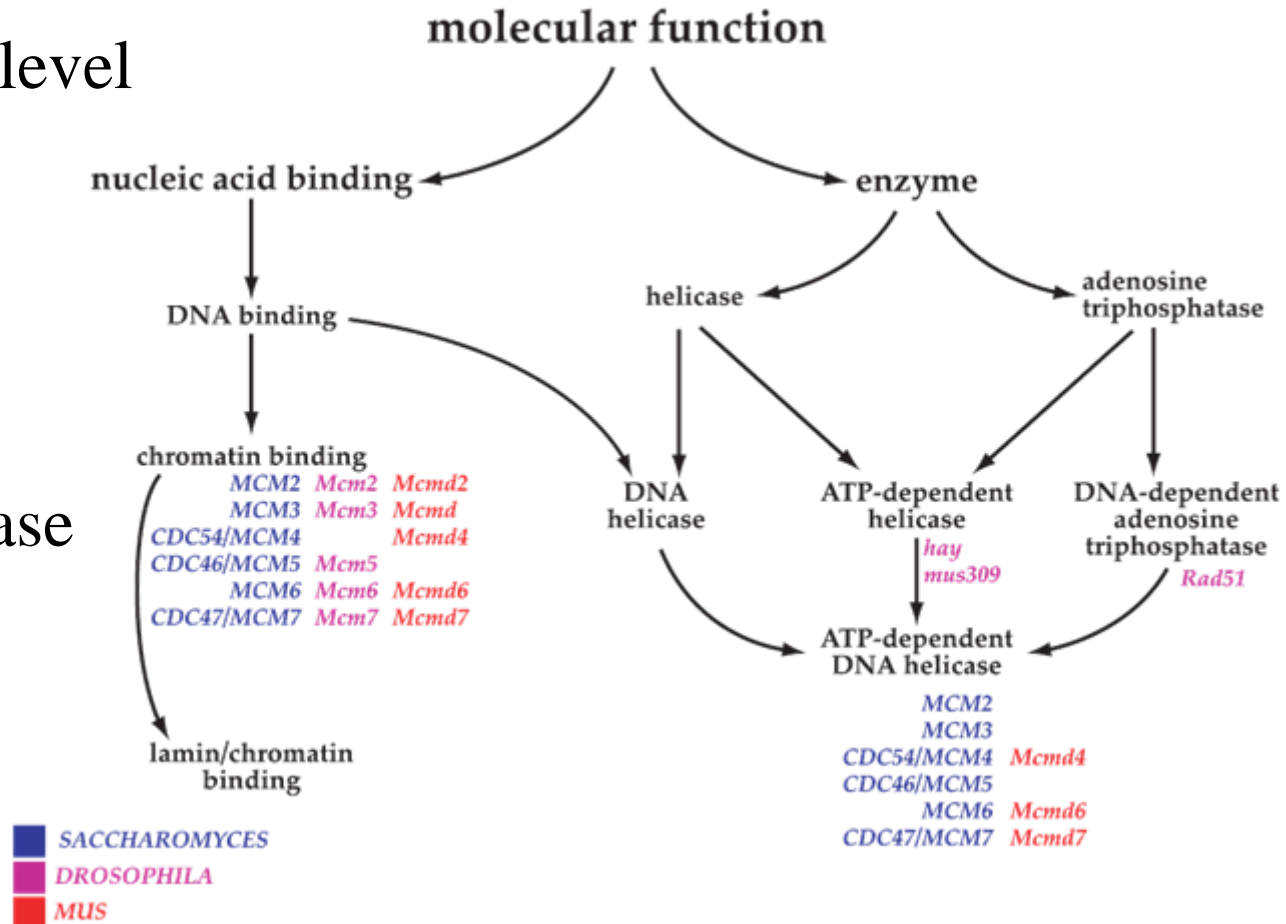 molecular function
level
nucleic acid binding
enzyme
helicase
adenosine
triphosphatase
DNA binding
chromatin binding
MCM2 Mcm2 Mcmd2
MCM3 Mcm3 Mcmd
CDC54/MCM4 Mcmd4
CDC46/MCM5 Mcm5
MCM6 Mcm6 Mcmd6
CDC47/MCM7 Mcm7 Mcmd7
ase
DNA
helicase
ATP-dependent
helicase
hay
mus309
DNA-dependent
adenosine
triphosphatase
Rad51
ATP-dependent
DNA helicase
MCM2
MCM3
CDC54/MCM4 Mcmd4
CDC46/MCM5
MCM6 Mcmd6
CDC47/MCM7 Mcmd7
lamin/chromatin
binding
SACCHAROMYCES
DROSOPHILA
MUS